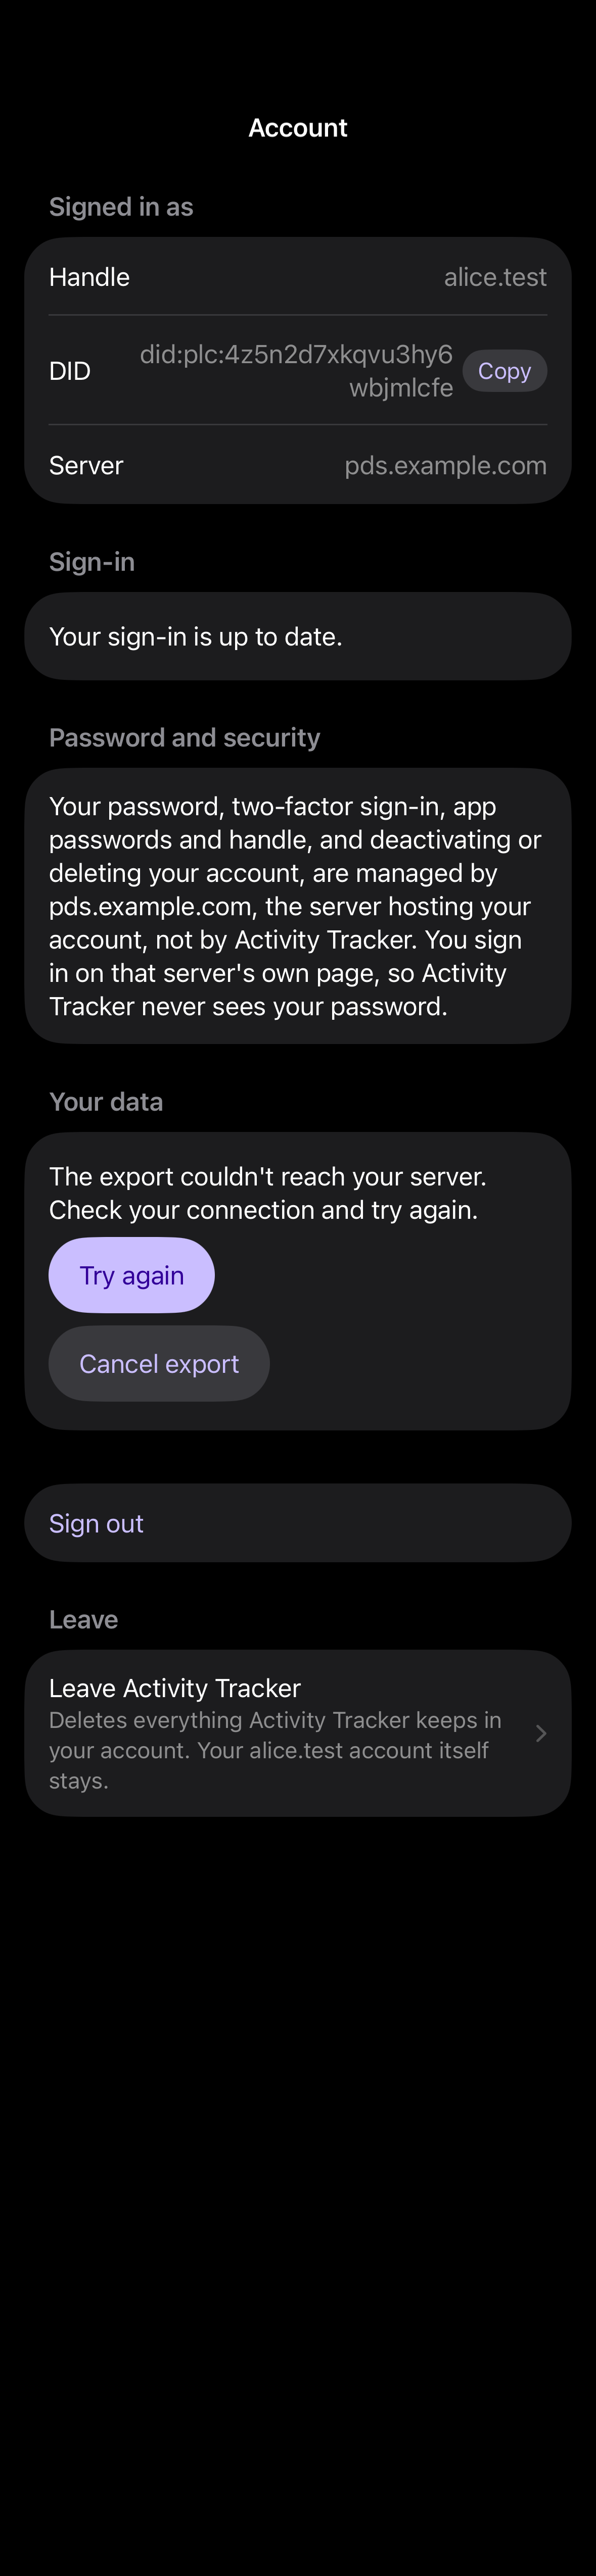 Account
Signed in as
Handle
alice.test
DID
did:plc:4z5n2d7xkqvu3hy6
wbjmlcfe
Copy
Server
pds.example.com
Sign-in
Your sign-in is up to date.
Password and security
Your password, two-factor sign-in, app
passwords and handle, and deactivating or
deleting your account, are managed by
pds.example.com, the server hosting your
account, not by Activity Tracker. You sign
in on that server's own page, so Activity
Tracker never sees your password.
Your data
The export couldn't reach your server.
Check your connection and try again.
Try again
Cancel export
Sign out
Leave
Leave Activity Tracker
Deletes everything Activity Tracker keeps in
your account. Your alice.test account itself
stays.